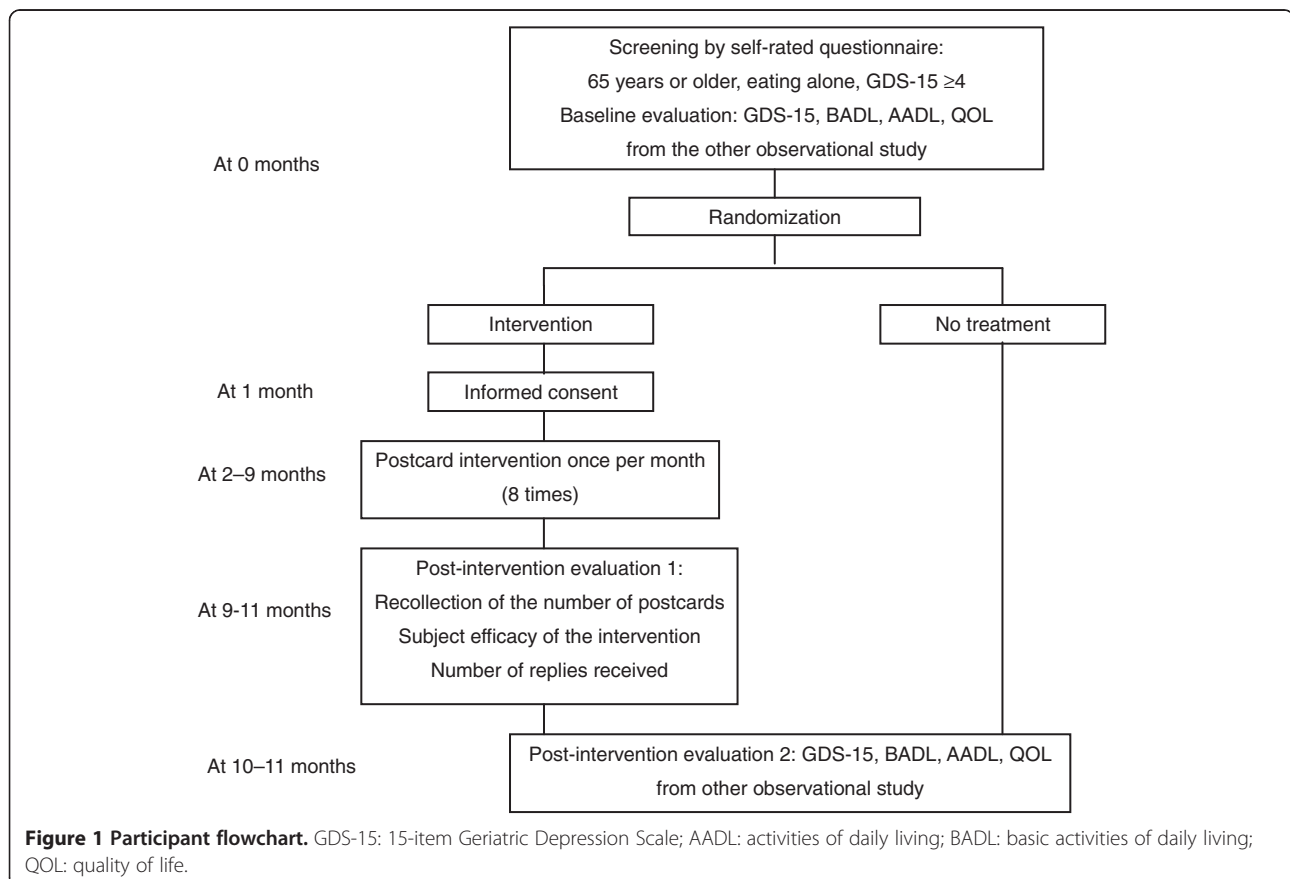 Screening by self-rated questionnaire:
65 years or older, eating alone, GDS-15 ≥4
Baseline evaluation: GDS-15, BADL, AADL, QOL
from the other observational study
At 0 months
Randomization
Intervention
No treatment
At 1 month
Informed consent
At 2–9 months
Postcard intervention once per month
(8 times)
Post-intervention evaluation 1:
Recollection of the number of postcards
At 9-11 months
Subject efficacy of the intervention
Number of replies received
At 10–11 months
Post-intervention evaluation 2: GDS-15, BADL, AADL, QOL
from other observational study
Figure 1 Participant flowchart. GDS-15: 15-item Geriatric Depression Scale; AADL: activities of daily living; BADL: basic activities of daily living;
QOL: quality of life.